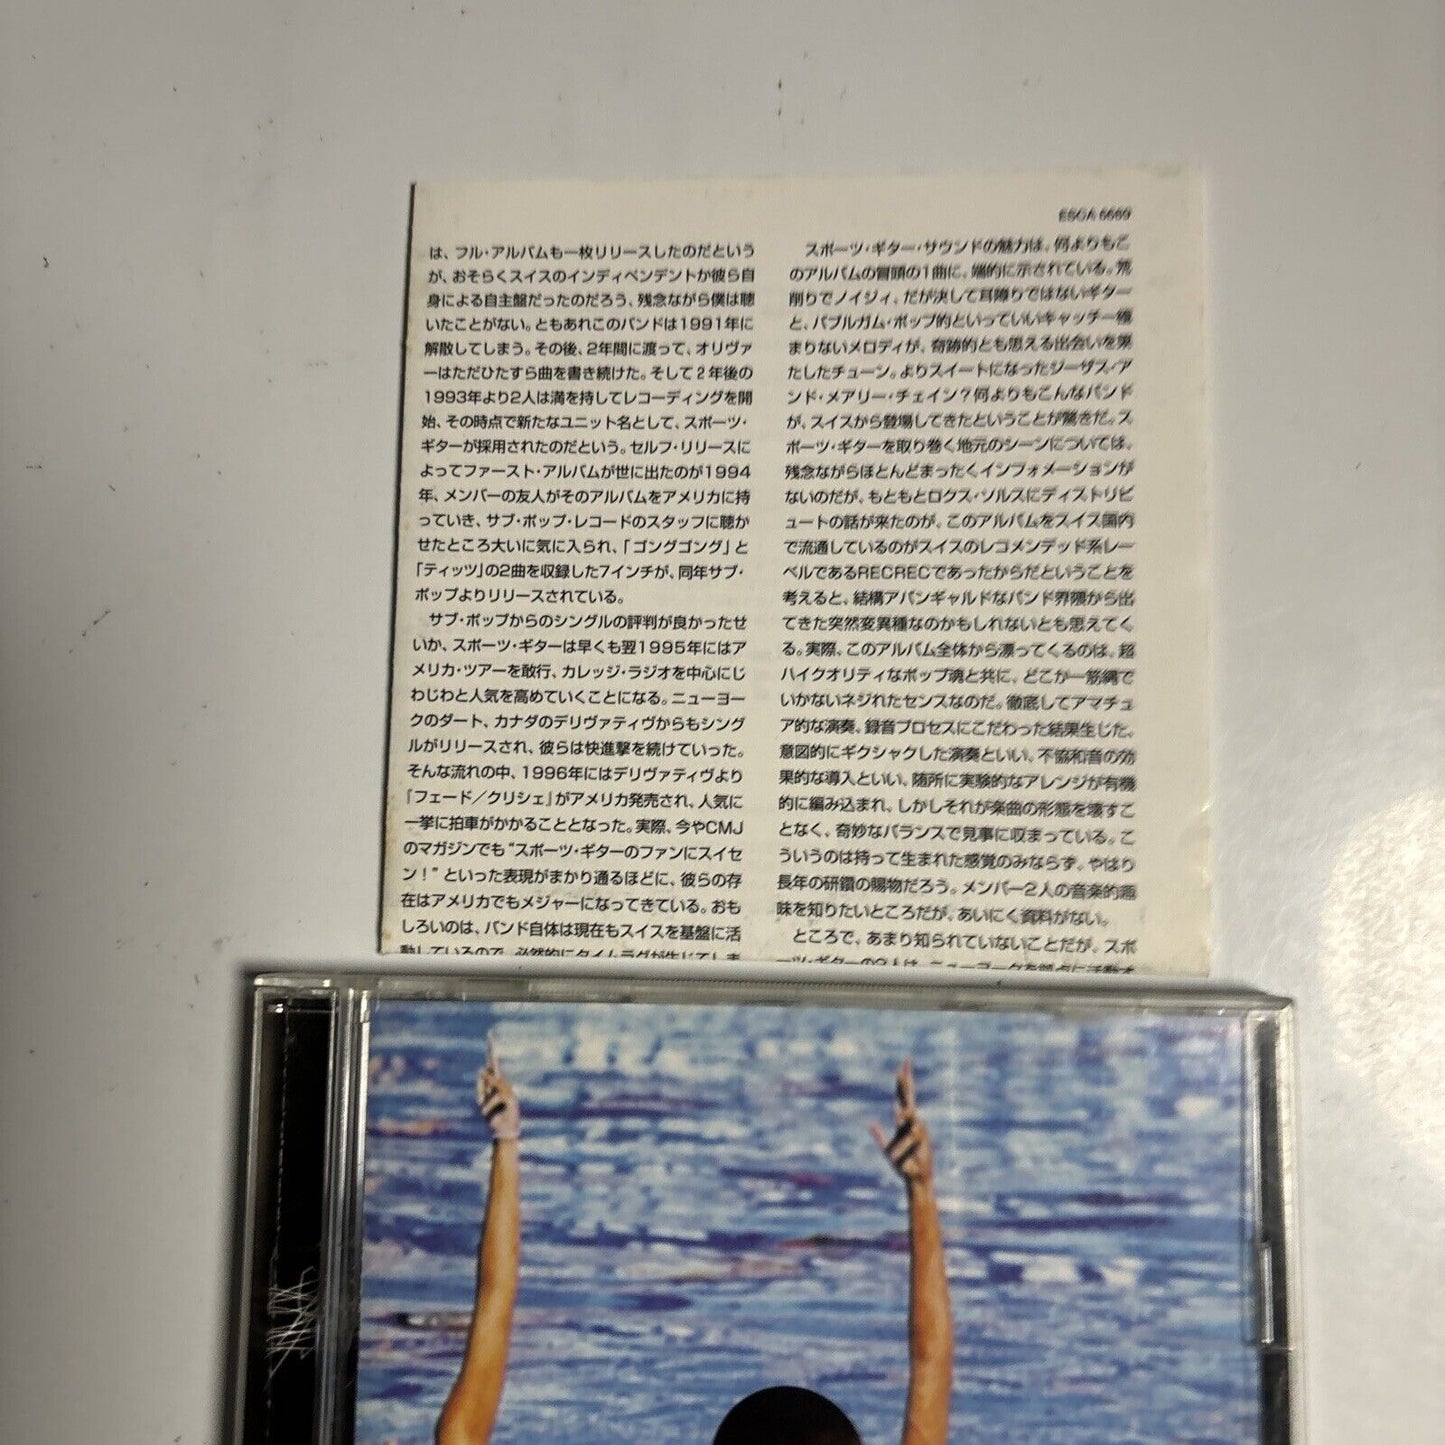 ESCA 6669
スポーツ・ギター・サウンドの魅力は、何よりもこ
のアルバムの冒頭の1曲に、端的に示されている。荒
削りでノイジィ、だが決して耳障りではないギター
と、バブルガム・ポップ的といっていいキャッチー極
まりないメロディが、奇跡的とも思える出会いを果
たしたチューン。よりスイートになったジーザス・ア
ンド・メアリー・チェイン？何よりもこんなバンド
が、スイスから登場してきたということが驚きだ。ス
ポーツ・ギターを取り巻く地元のシーンについては、
残念ながらほとんどまったくインフォメーションが
ないのだが、もともとロクス・ソルスにディストリビ
ュートの話が来たのが、このアルバムをスイス国内
で流通しているのがスイスのレコメンデッド系レー
ベルであるRECRECであったからだということを
考えると、結構アバンギャルドなバンド界隈から出
てきた突然変異種なのかもしれないとも思えてく
る。実際、このアルバム全体から漂ってくるのは、超
ハイクオリティなポップ魂と共に、どこか一筋縄で
いかないネジれたセンスなのだ。徹底してアマチュ
ア的な演奏、録音プロセスにこだわった結果生じた、
意図的にギクシャクした演奏といい、不協和音の効
果的な導入といい、随所に実験的なアレンジが有機
的に編み込まれ、しかしそれが楽曲の形態を壊すこ
となく、奇妙なバランスで見事に収まっている。こ
ういうのは持って生まれた感覚のみならず、やはり
長年の研鑽の賜物だろう。メンバー2人の音楽的趣
味を知りたいところだが、あいにく資料がない。
ところで、あまり知られていないことだが、スポ
ーツ・ギターの2人は、ニューヨークを拠点に活動す
は、フル・アルバムも一枚リリースしたのだという
が、おそらくスイスのインディペンデントか彼ら自
身による自主盤だったのだろう、残念ながら僕は聴
いたことがない。ともあれこのバンドは1991年に
解散してしまう。その後、2年間に渡って、オリヴァ
ーはただひたすら曲を書き続けた。そして2年後の
1993年より2人は満を持してレコーディングを開
始、その時点で新たなユニット名として、スポーツ・
ギターが採用されたのだという。セルフ・リリースに
よってファースト・アルバムが世に出たのが1994
年、メンバーの友人がそのアルバムをアメリカに持
っていき、サブ・ポップ・レコードのスタッフに聴か
せたところ大いに気に入られ、「ゴングゴング」と
「ティッツ」の2曲を収録した7インチが、同年サブ・
ポップよりリリースされている。
サブ・ポップからのシングルの評判が良かったせ
いか、スポーツ・ギターは早くも翌1995年にはア
メリカ・ツアーを敢行、カレッジ・ラジオを中心にじ
わじわと人気を高めていくことになる。ニューヨー
クのダート、カナダのデリヴァティヴからもシング
ルがリリースされ、彼らは快進撃を続けていった。
そんな流れの中、1996年にはデリヴァティヴより
『フェード／クリシェ』がアメリカ発売され、人気に
一挙に拍車がかかることとなった。実際、今やCMJ
のマガジンでも“スポーツ・ギターのファンにスイセ
ン！”といった表現がまかり通るほどに、彼らの存
在はアメリカでもメジャーになってきている。おも
しろいのは、バンド自体は現在もスイスを基盤に活
動しているので、必然的にタイムラグが生じてしま